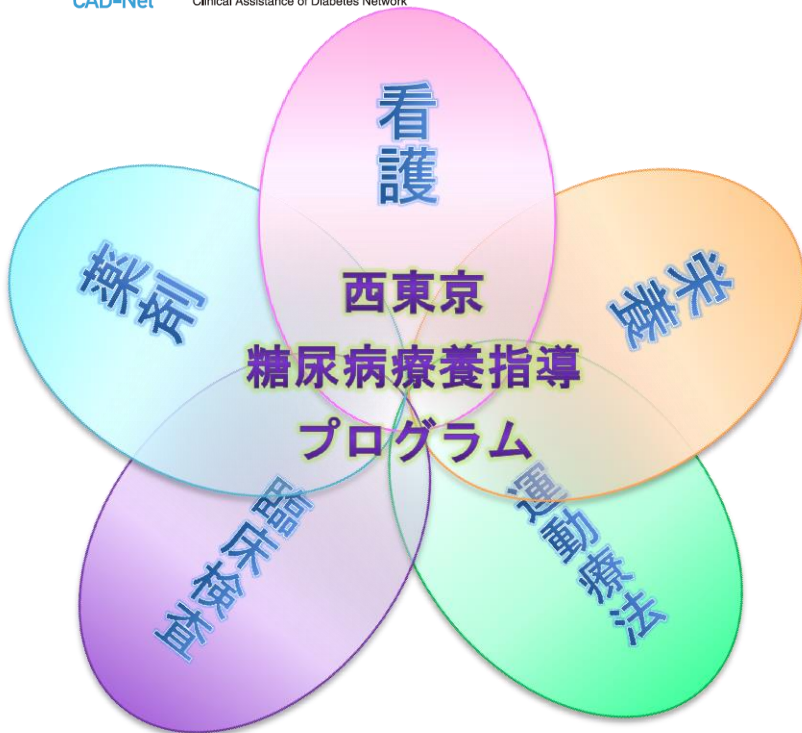 CAD-Net
Clinical Assistance of Diabetes Network
看護
薬剤
栄養
西東京
糖尿病療養指導
プログラム
臨床検査
運動療法